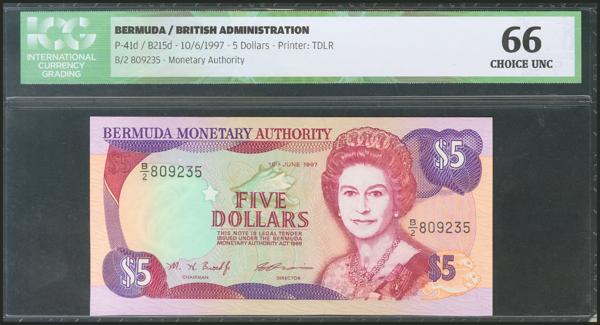 ICG
INTERNATIONAL
CURRENCY
GRADING
BERMUDA / BRITISH ADMINISTRATION
P-41d / B215d - 10/6/1997 - 5 Dollars - Printer: TDLR
B/2 809235 - Monetary Authority
66
CHOICE UNC
BERMUDA MONETARY AUTHORITY
$5
$5
B/2 809235
10TH JUNE 1997
FIVE
DOLLARS
THIS NOTE IS LEGAL TENDER
ISSUED UNDER THE BERMUDA
MONETARY AUTHORITY ACT 1969
B/2 809235
CHAIRMAN
DIRECTOR
$5
$5